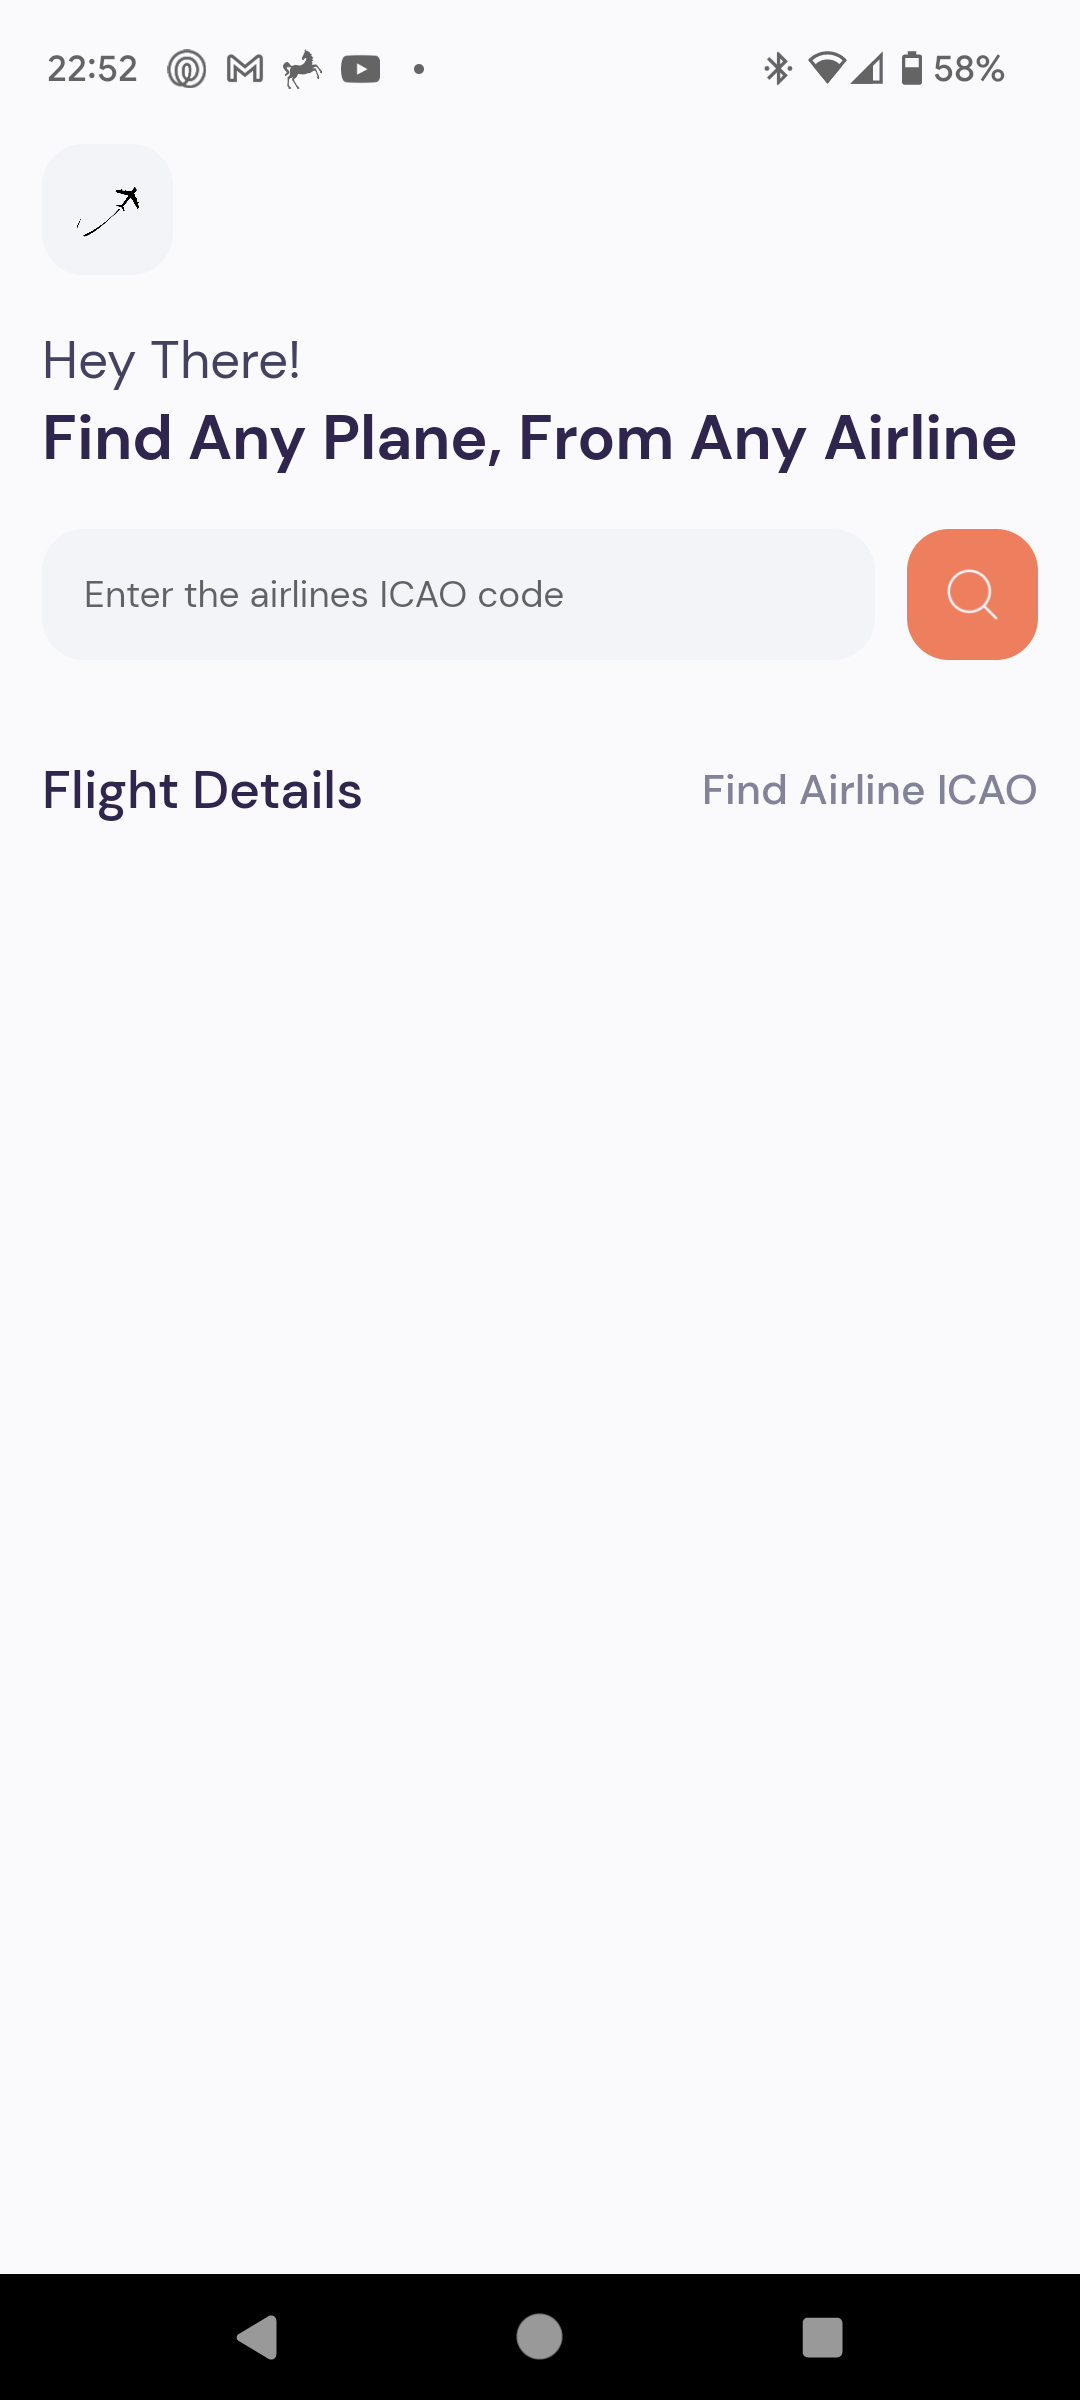 22:52 58%
Hey There!
Find Any Plane, From Any Airline
Enter the airlines ICAO code
Flight Details Find Airline ICAO